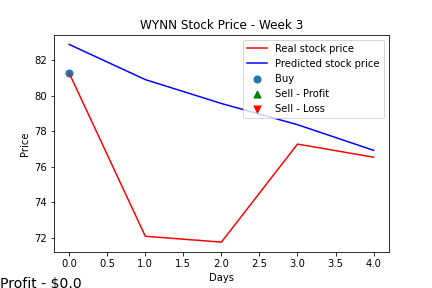 WYNN Stock Price - Week 3
Real stock price
Predicted stock price
Buy
Sell - Profit
Sell - Loss
Price
82
80
78
76
74
72
0.0 0.5 1.0 1.5 2.0 2.5 3.0 3.5 4.0
Days
Profit - $0.0